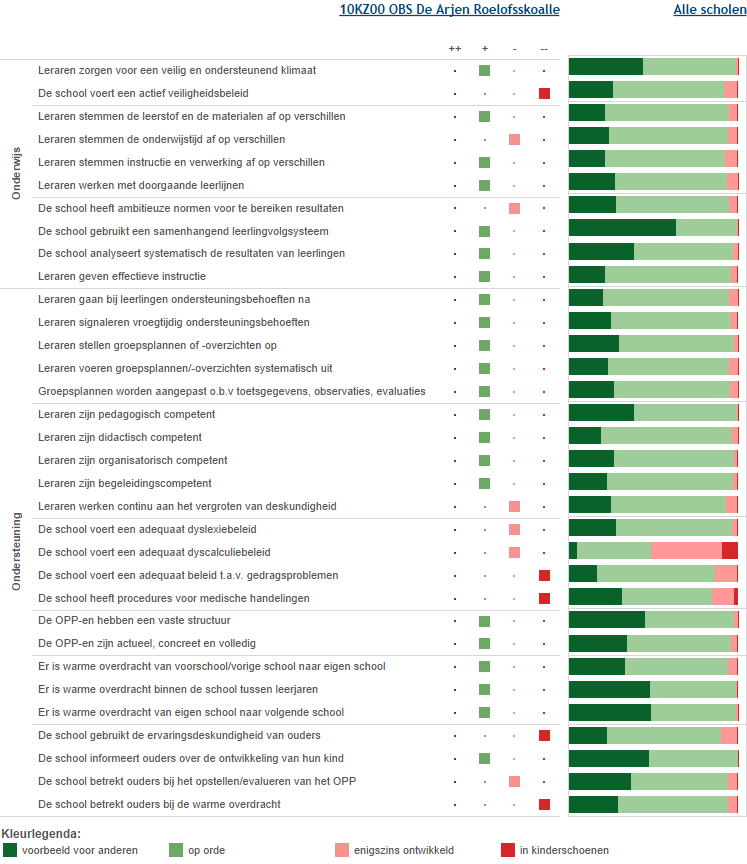 10KZ00 OBS De Arjen Roelofsskoalle Alle scholen
++ + - --
Leraren zorgen voor een veilig en ondersteunend klimaat
De school voert een actief veiligheidsbeleid
Leraren stemmen de leerstof en de materialen af op verschillen
Leraren stemmen de onderwijstijd af op verschillen
Leraren stemmen instructie en verwerking af op verschillen
Leraren werken met doorgaande leerlijnen
De school heeft ambitieuze normen voor te bereiken resultaten
De school gebruikt een samenhangend leerlingvolgsysteem
De school analyseert systematisch de resultaten van leerlingen
Leraren geven effectieve instructie
Onderwijs
Leraren gaan bij leerlingen ondersteuningsbehoeften na
Leraren signaleren vroegtijdig ondersteuningsbehoeften
Leraren stellen groepsplannen of -overzichten op
Leraren voeren groepsplannen/-overzichten systematisch uit
Groepsplannen worden aangepast o.b.v toetsgegevens, observaties, evaluaties
Leraren zijn pedagogisch competent
Leraren zijn didactisch competent
Leraren zijn organisatorisch competent
Leraren zijn begeleidingscompetent
Leraren werken continu aan het vergroten van deskundigheid
De school voert een adequaat dyslexiebeleid
De school voert een adequaat dyscalculiebeleid
De school voert een adequaat beleid t.a.v. gedragsproblemen
De school heeft procedures voor medische handelingen
De OPP-en hebben een vaste structuur
De OPP-en zijn actueel, concreet en volledig
Er is warme overdracht van voorschool/vorige school naar eigen school
Er is warme overdracht binnen de school tussen leerjaren
Er is warme overdracht van eigen school naar volgende school
De school gebruikt de ervaringsdeskundigheid van ouders
De school informeert ouders over de ontwikkeling van hun kind
De school betrekt ouders bij het opstellen/evalueren van het OPP
De school betrekt ouders bij de warme overdracht
Ondersteuning
Kleurlegenda:
voorbeeld voor anderen op orde enigszins ontwikkeld in kinderschoenen